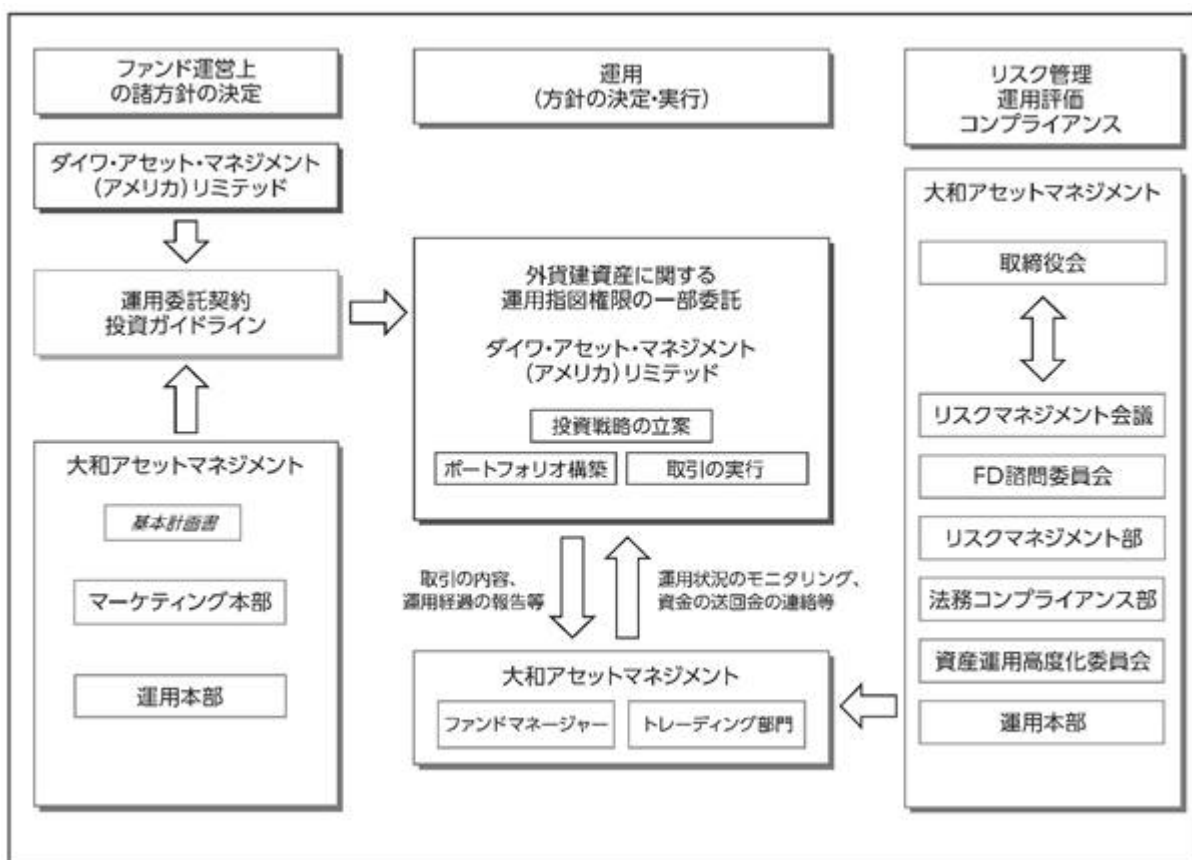 ファンド運営上
の諸方針の決定
ダイワ・アセット・マネジメント
(アメリカ)リミテッド
運用委託契約
投資ガイドライン
大和アセットマネジメント
基本計画書
マーケティング本部
運用本部
運用
(方針の決定・実行)
外貨建資産に関する
運用指図権限の一部委託
ダイワ・アセット・マネジメント
(アメリカ)リミテッド
投資戦略の立案
ポートフォリオ構築
取引の実行
取引の内容、
運用経過の報告等
運用状況のモニタリング、
資金の送回金の連絡等
大和アセットマネジメント
ファンドマネージャー
トレーディング部門
リスク管理
運用評価
コンプライアンス
大和アセットマネジメント
取締役会
リスクマネジメント会議
FD諮問委員会
リスクマネジメント部
法務コンプライアンス部
資産運用高度化委員会
運用本部